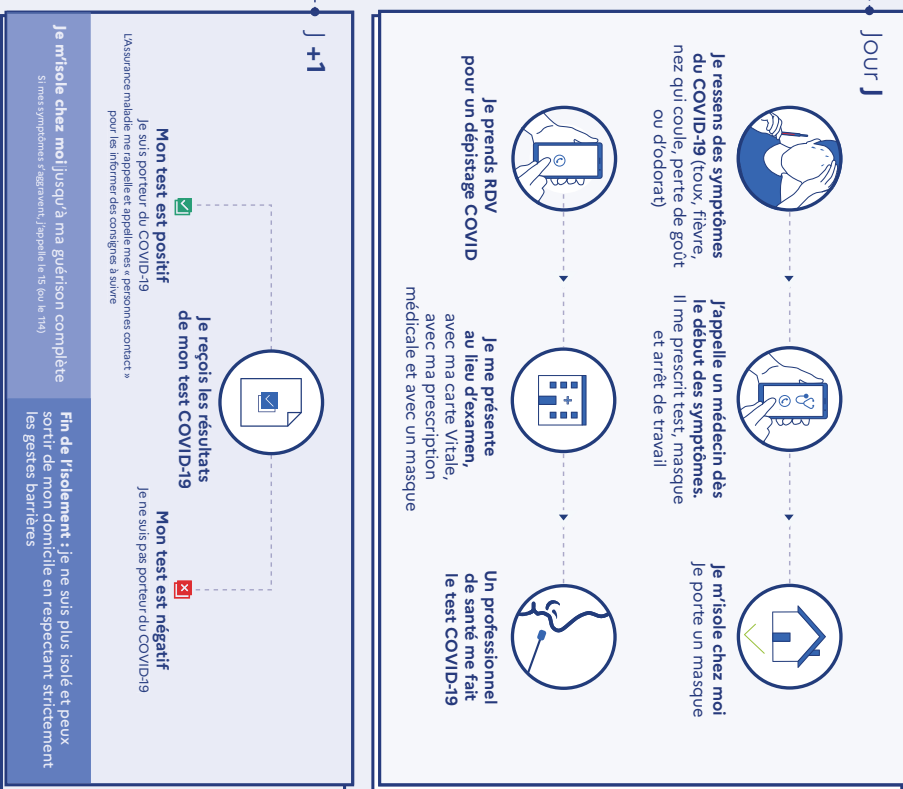 Jour J
Je ressens des symptômes
du COVID-19 (toux, fièvre,
nez qui coule, perte de goût
ou d'odorat)
J'appelle un médecin dès
le début des symptômes.
Il me prescrit test, masque
et arrêt de travail
Je m'isole chez moi
Je porte un masque
Je prends RDV
pour un dépistage COVID
Je me présente
au lieu d'examen,
avec ma carte Vitale,
avec ma prescription
médicale et avec un masque
Un professionnel
de santé me fait
le test COVID-19
J +1
Je reçois les résultats
de mon test COVID-19
Mon test est positif
Je suis porteur du COVID-19
L'Assurance maladie me rappelle et appelle mes « personnes contact »
pour les informer des consignes à suivre
Mon test est négatif
Je ne suis pas porteur du COVID-19
Je m'isole chez moi jusqu'à ma guérison complète
Si mes symptômes s'aggravent, j'appelle le 15 (ou le 114)
Fin de l'isolement : je ne suis plus isolé et peux
sortir de mon domicile en respectant strictement
les gestes barrières